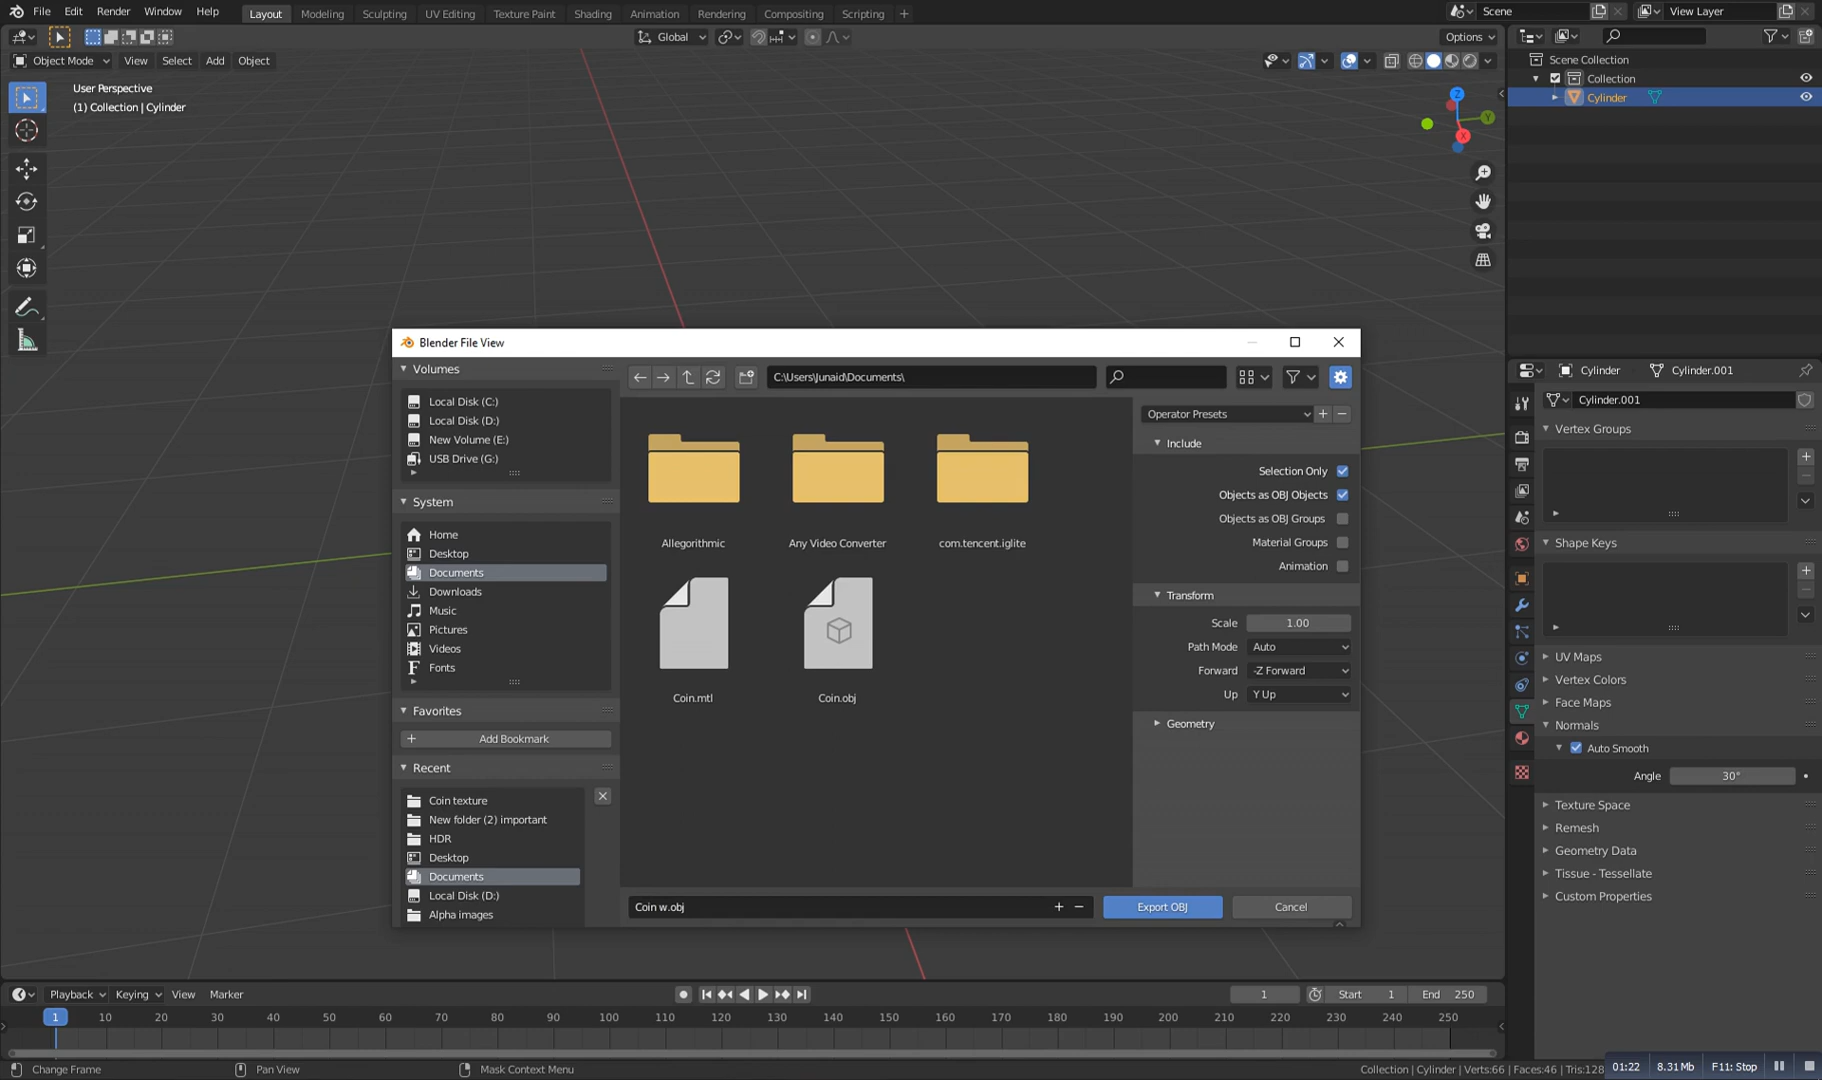 File Edit Render Window Help Layout Modeling Sculpting UV Editing Texture Paint Shading Animation Rendering Compositing Scripting + Scene View Layer
Global Options
Object Mode View Select Add Object
User Perspective
(1) Collection | Cylinder
Z
Y
X
Scene Collection
Collection
Cylinder
Blender File View
Volumes
Local Disk (C:)
Local Disk (D:)
New Volume (E:)
USB Drive (G:)
System
Home
Desktop
Documents
Downloads
Music
Pictures
Videos
Fonts
Favorites
Add Bookmark
Recent
Coin texture
New folder (2) important
HDR
Desktop
Documents
Local Disk (D:)
Alpha images
C:\Users\Junaid\Documents\
Allegorithmic
Any Video Converter
com.tencent.iglite
Coin.mtl
Coin.obj
Operator Presets
Include
Selection Only
Objects as OBJ Objects
Objects as OBJ Groups
Material Groups
Animation
Transform
Scale 1.00
Path Mode Auto
Forward -Z Forward
Up Y Up
Geometry
Coin w.obj
Export OBJ
Cancel
Cylinder Cylinder.001
Cylinder.001
Vertex Groups
Shape Keys
UV Maps
Vertex Colors
Face Maps
Normals
Auto Smooth
Angle 30°
Texture Space
Remesh
Geometry Data
Tissue - Tessellate
Custom Properties
Playback Keying View Marker 1 Start 1 End 250
1 10 20 30 40 50 60 70 80 90 100 110 120 130 140 150 160 170 180 190 200 210 220 230 240 250
Change Frame Pan View Mask Context Menu Collection | Cylinder | Verts:66 | Faces:46 | Tris:128
01:22 8.31 Mb F11: Stop